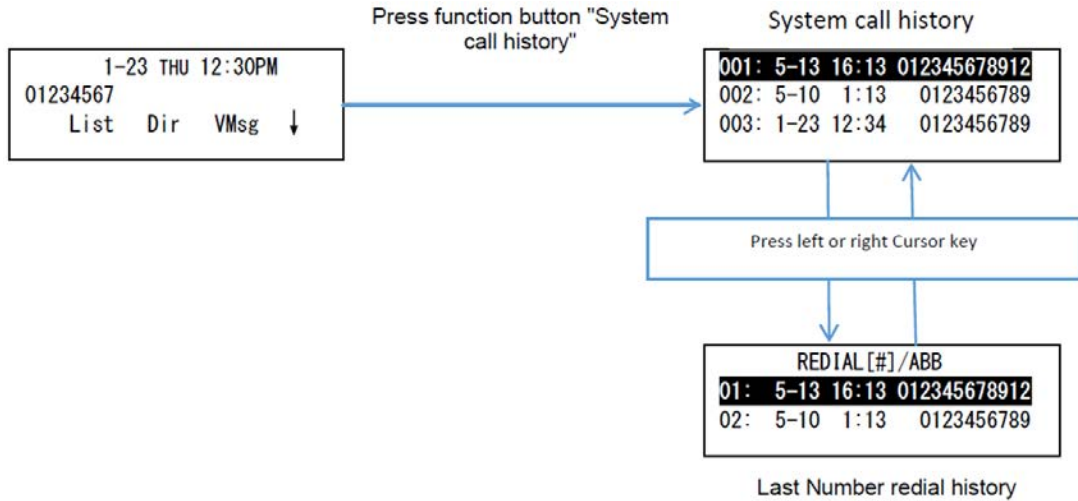 Press function button "System
call history"
1-23 THU 12:30PM
01234567
List Dir VMsg ↓
System call history
001: 5-13 16:13 012345678912
002: 5-10 1:13 0123456789
003: 1-23 12:34 0123456789
Press left or right Cursor key
REDIAL[#]/ABB
01: 5-13 16:13 012345678912
02: 5-10 1:13 0123456789
Last Number redial history